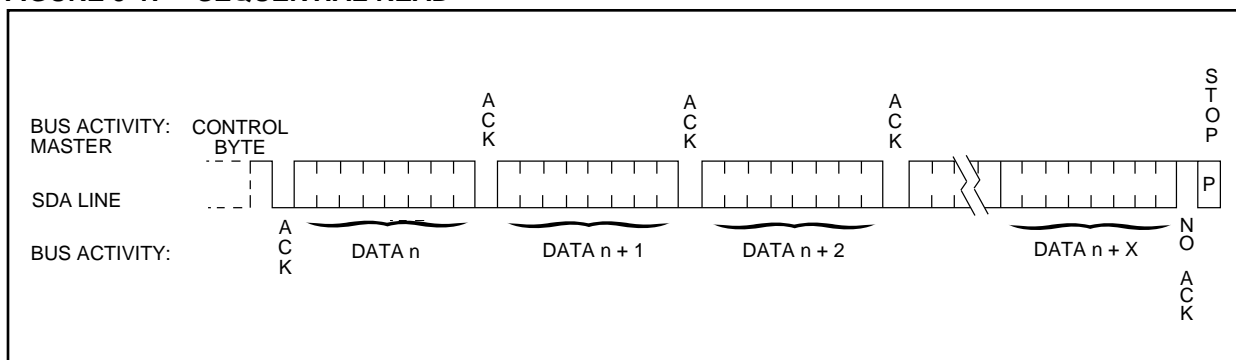 BUS ACTIVITY:
MASTER
CONTROL
BYTE
ACK
ACK
ACK
STOP
SDA LINE
P
BUS ACTIVITY:
ACK
DATA n
DATA n + 1
DATA n + 2
DATA n + X
NO ACK